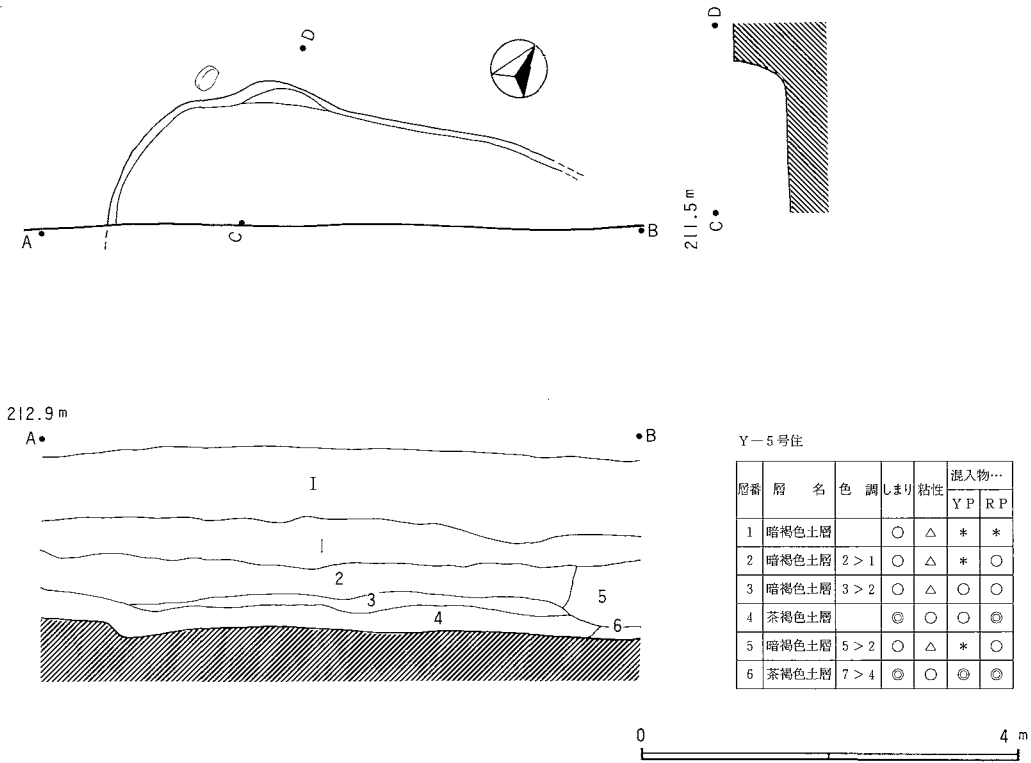 D
D
C
211.5m
C
A
B
212.9m
A
B
I
1
2
3
4
5
6
Y－5号住
層番 層名 色調 しまり 粘性 混入物…
YP RP
1 暗褐色土層 ○ △ * *
2 暗褐色土層 2＞1 ○ △ * ○
3 暗褐色土層 3＞2 ○ △ ○ ○
4 茶褐色土層 ◎ ○ ○ ◎
5 暗褐色土層 5＞2 ○ △ * ○
6 茶褐色土層 7＞4 ◎ ○ ◎ ◎
0 4 m